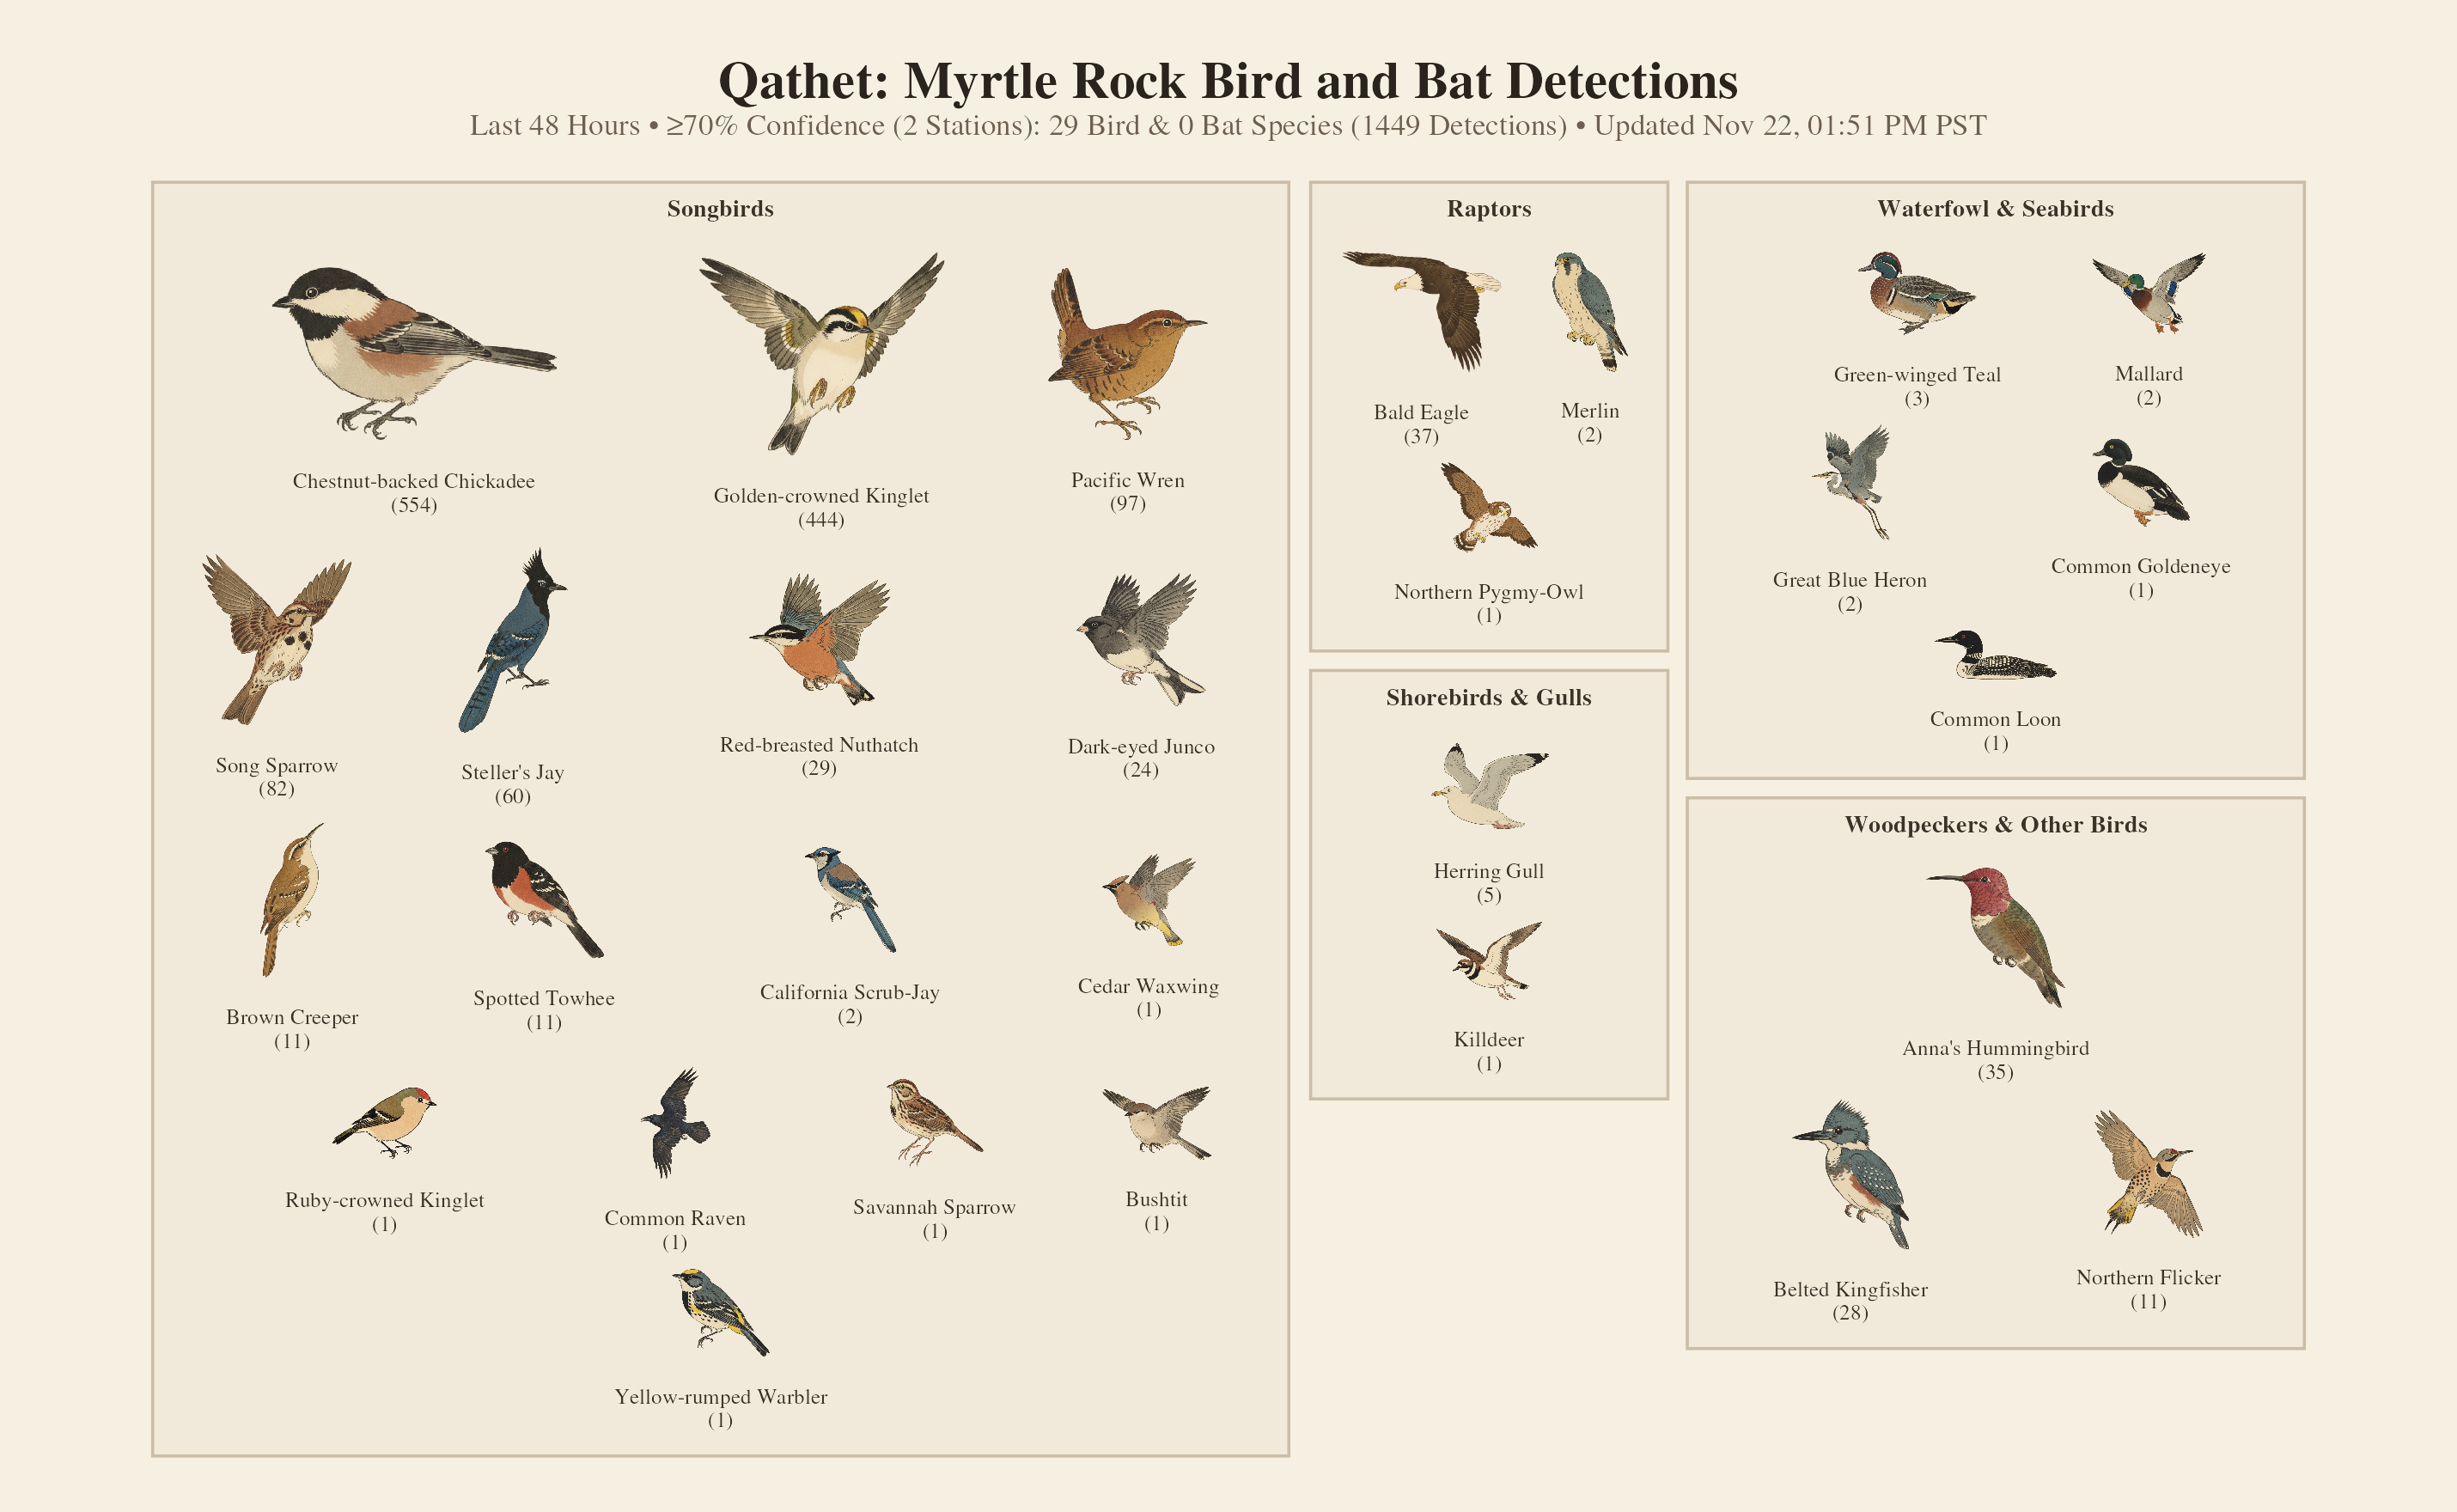 Qathet: Myrtle Rock Bird and Bat Detections
Last 48 Hours • ≥70% Confidence (2 Stations): 29 Bird & 0 Bat Species (1449 Detections) • Updated Nov 22, 01:51 PM PST
Songbirds
Chestnut-backed Chickadee
(554)
Golden-crowned Kinglet
(444)
Pacific Wren
(97)
Song Sparrow
(82)
Steller's Jay
(60)
Red-breasted Nuthatch
(29)
Dark-eyed Junco
(24)
Brown Creeper
(11)
Spotted Towhee
(11)
California Scrub-Jay
(2)
Cedar Waxwing
(1)
Ruby-crowned Kinglet
(1)
Common Raven
(1)
Savannah Sparrow
(1)
Bushtit
(1)
Yellow-rumped Warbler
(1)
Raptors
Bald Eagle
(37)
Merlin
(2)
Northern Pygmy-Owl
(1)
Shorebirds & Gulls
Herring Gull
(5)
Killdeer
(1)
Waterfowl & Seabirds
Green-winged Teal
(3)
Mallard
(2)
Great Blue Heron
(2)
Common Goldeneye
(1)
Common Loon
(1)
Woodpeckers & Other Birds
Anna's Hummingbird
(35)
Belted Kingfisher
(28)
Northern Flicker
(11)